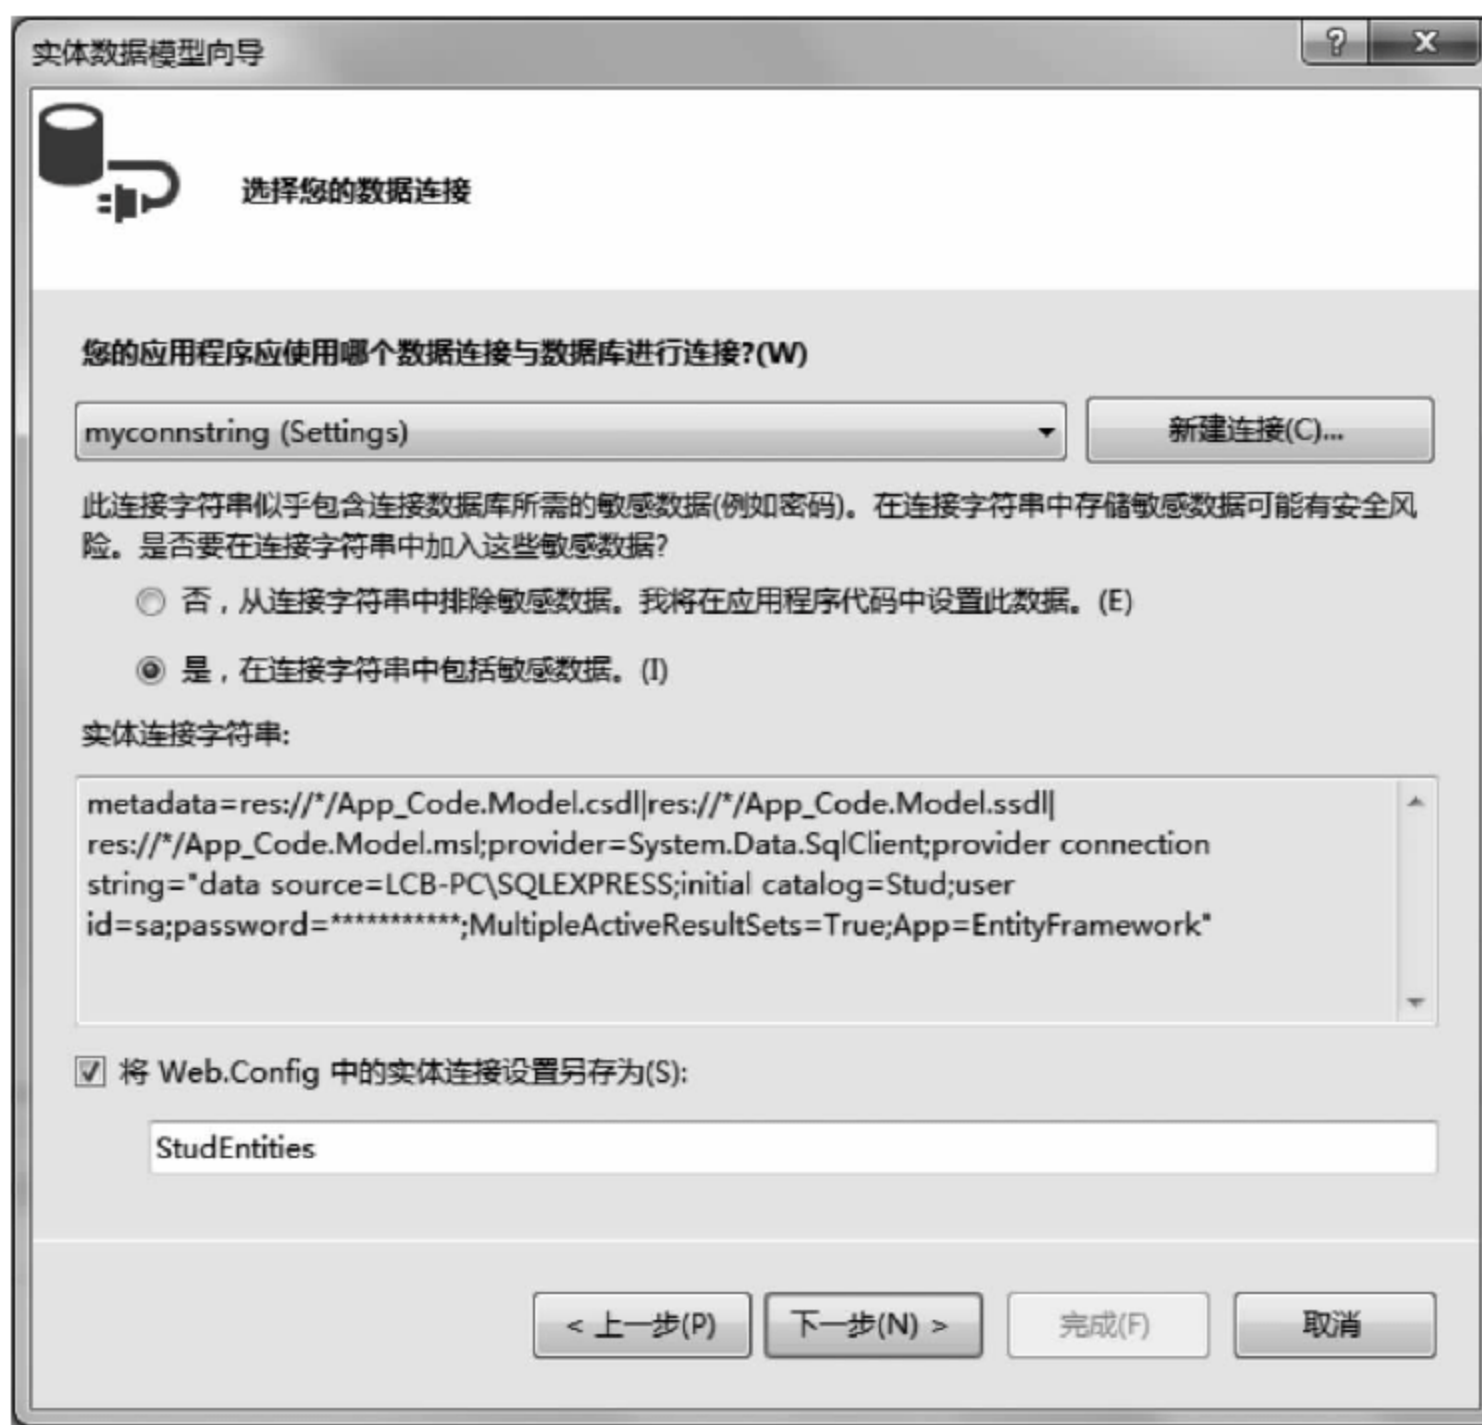 实体数据模型向导
选择您的数据连接
您的应用程序应使用哪个数据连接与数据库进行连接?(W)
myconnstring (Settings)
新建连接(C)...
此连接字符串似乎包含连接数据库所需的敏感数据(例如密码)。在连接字符串中存储敏感数据可能有安全风
险。是否要在连接字符串中加入这些敏感数据?
否，从连接字符串中排除敏感数据。我将在应用程序代码中设置此数据。(E)
是，在连接字符串中包括敏感数据。(I)
实体连接字符串:
metadata=res://*/App_Code.Model.csdl|res://*/App_Code.Model.ssdl|
res://*/App_Code.Model.msl;provider=System.Data.SqlClient;provider connection
string="data source=LCB-PC\SQLEXPRESS;initial catalog=Stud;user
id=sa;password=***********;MultipleActiveResultSets=True;App=EntityFramework"
将 Web.Config 中的实体连接设置另存为(S):
StudEntities
< 上一步(P)
下一步(N) >
完成(F)
取消